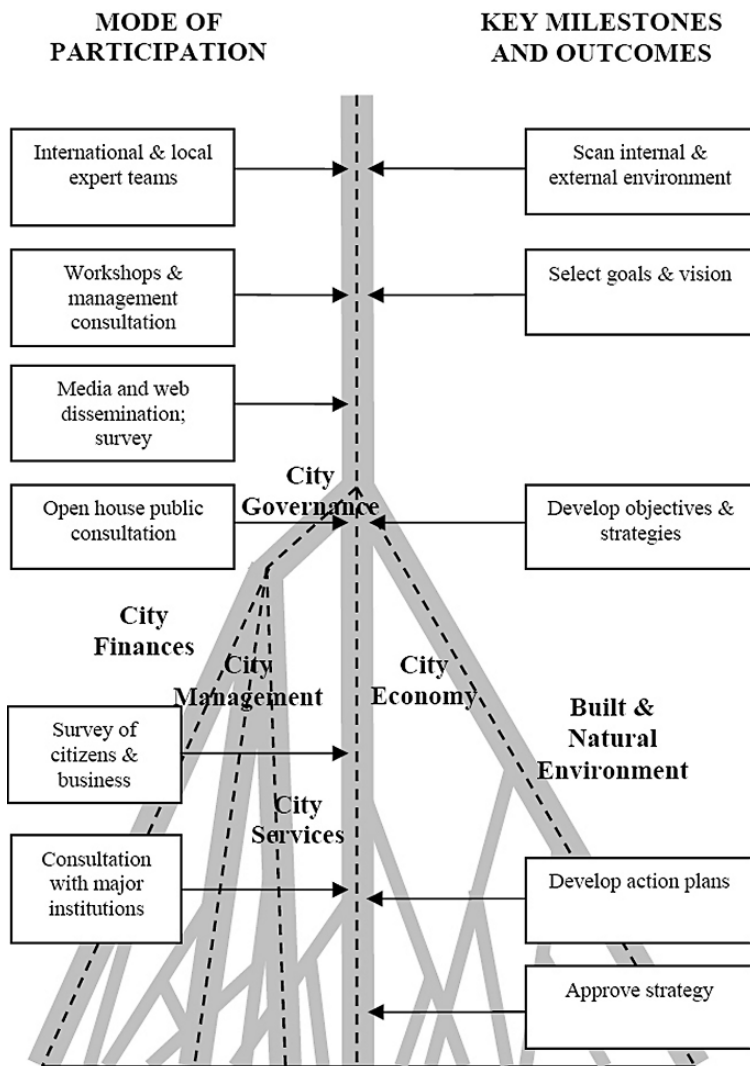 MODE OF
PARTICIPATION
KEY MILESTONES
AND OUTCOMES
International & local
expert teams
Scan internal &
external environment
Workshops &
management
consultation
Select goals & vision
Media and web
dissemination;
survey
City
Governance
Open house public
consultation
Develop objectives &
strategies
City
Finances
City
Management
City
Economy
Built &
Natural
Environment
Survey of
citizens &
business
City
Services
Consultation
with major
institutions
Develop action plans
Approve strategy